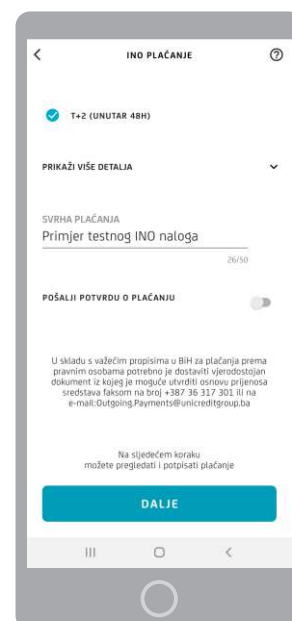 INO PLAĆANJE
T+2 (UNUTAR 48H)
PRIKAŽI VIŠE DETALJA
SVRHA PLAĆANJA
Primjer testnog INO naloga
26/50
POŠALJI POTVRDU O PLAĆANJU
U skladu s važećim propisima u BiH za plaćanja prema
pravnim osobama potrebno je dostaviti vjerodostojan
dokument iz kojeg je moguće utvrditi osnovu prijenosa
sredstava faksom na broj +387 36 317 301 ili na
e-mail:Outgoing.Payments@unicreditgroup.ba
Na sljedećem koraku
možete pregledati i potpisati plaćanje
DALJE